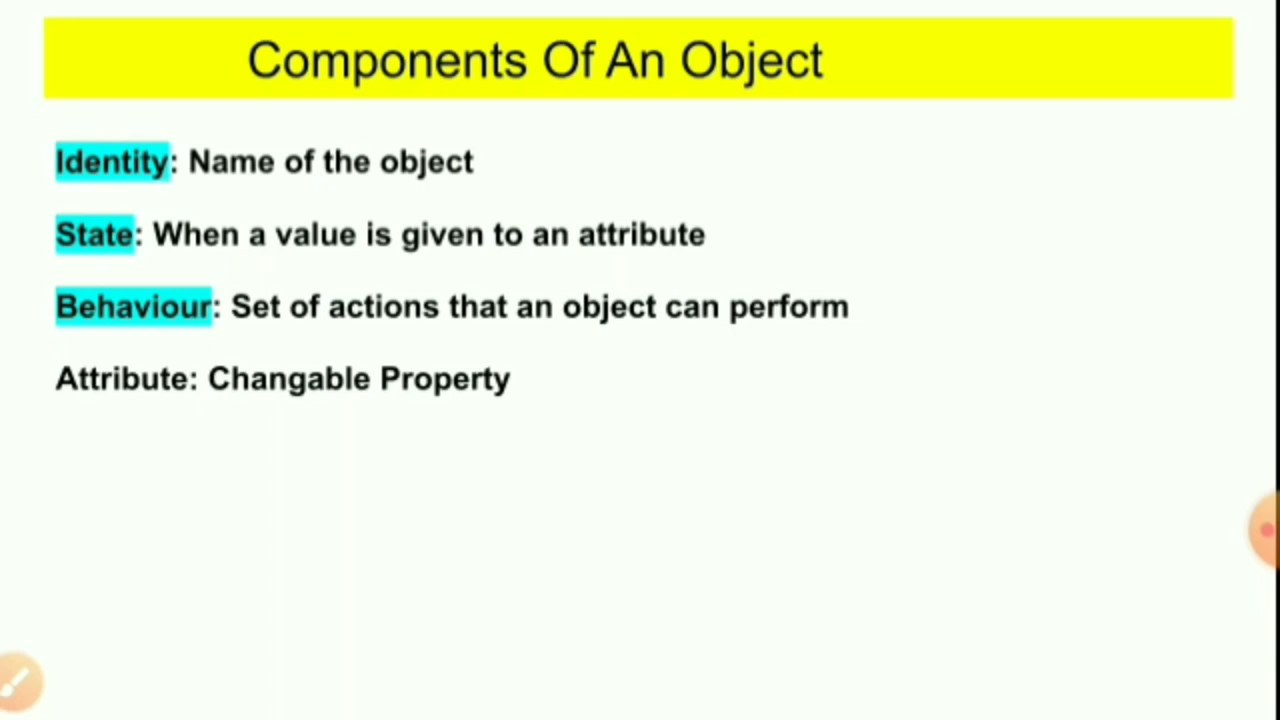 Components Of An Object
Identity: Name of the object
State: When a value is given to an attribute
Behaviour: Set of actions that an object can perform
Attribute: Changable Property